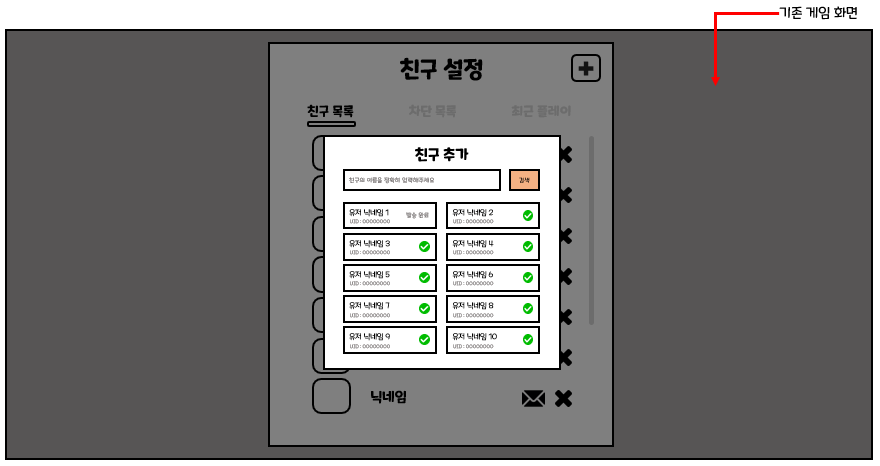 기존 게임 화면
친구 설정
친구 목록
차단 목록
최근 플레이
친구 추가
친구의 이름을 정확히 입력해주세요
검색
유저 닉네임 1
UID : 00000000
발송 완료
유저 닉네임 2
UID : 00000000
유저 닉네임 3
UID : 00000000
유저 닉네임 4
UID : 00000000
유저 닉네임 5
UID : 00000000
유저 닉네임 6
UID : 00000000
유저 닉네임 7
UID : 00000000
유저 닉네임 8
UID : 00000000
유저 닉네임 9
UID : 00000000
유저 닉네임 10
UID : 00000000
닉네임